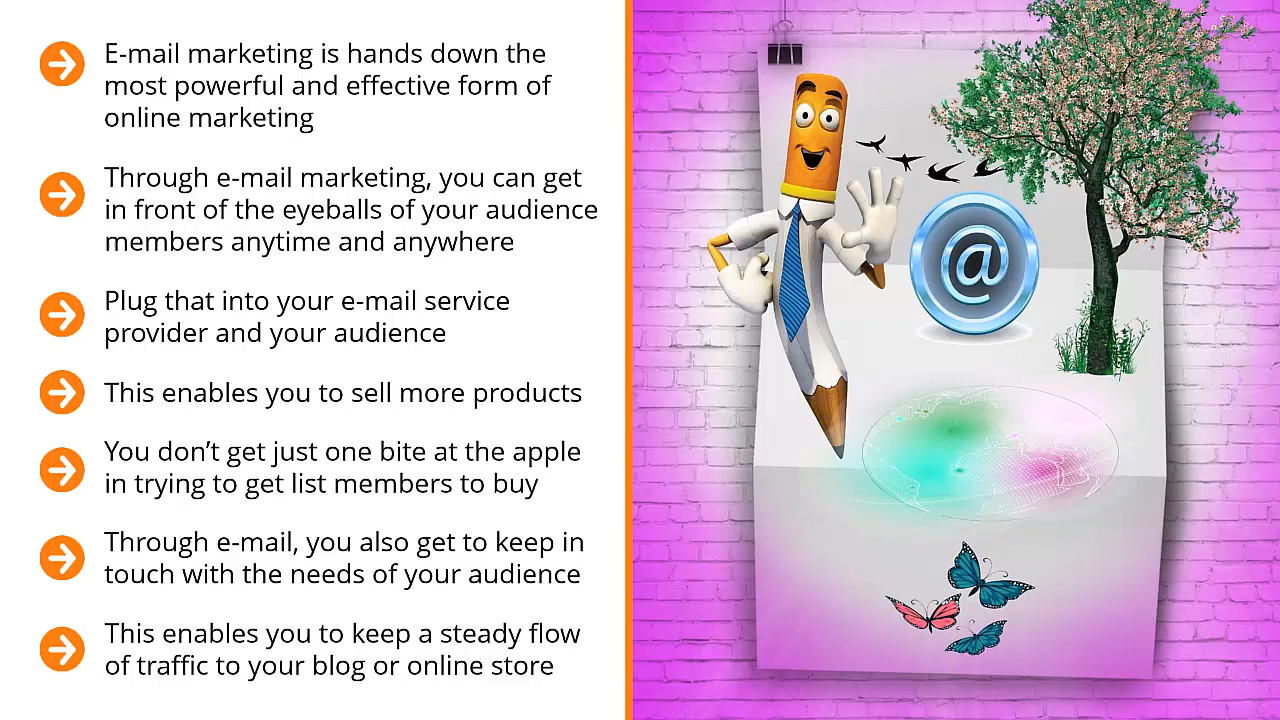 E-mail marketing is hands down the
most powerful and effective form of
online marketing
Through e-mail marketing, you can get
in front of the eyeballs of your audience
members anytime and anywhere
Plug that into your e-mail service
provider and your audience
This enables you to sell more products
You don’t get just one bite at the apple
in trying to get list members to buy
Through e-mail, you also get to keep in
touch with the needs of your audience
This enables you to keep a steady flow
of traffic to your blog or online store
@